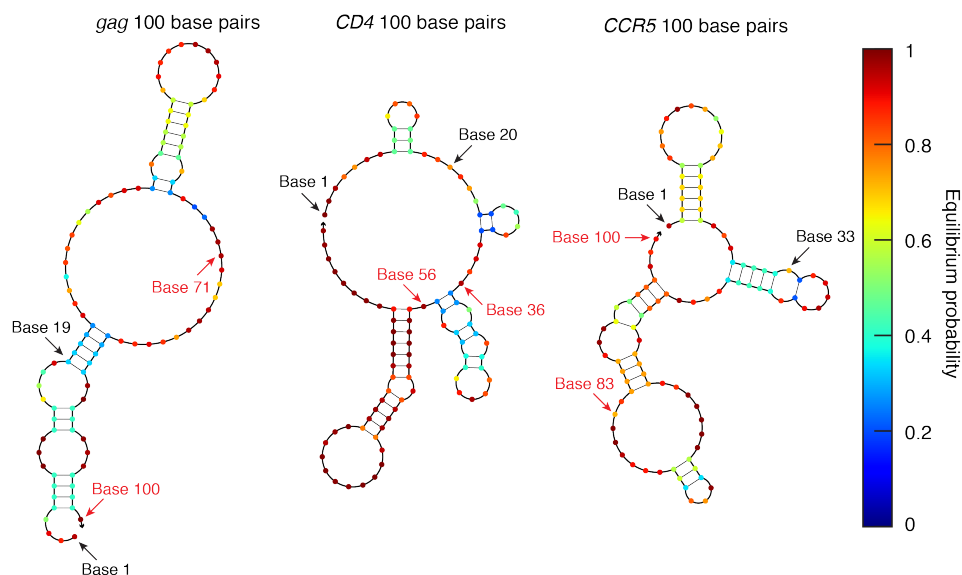 gag 100 base pairs
CD4 100 base pairs
CCR5 100 base pairs
1
0.8
0.6
0.4
0.2
0
Equilibrium probability
Base 71
Base 19
Base 100
Base 1
Base 20
Base 1
Base 56
Base 36
Base 1
Base 100
Base 33
Base 83